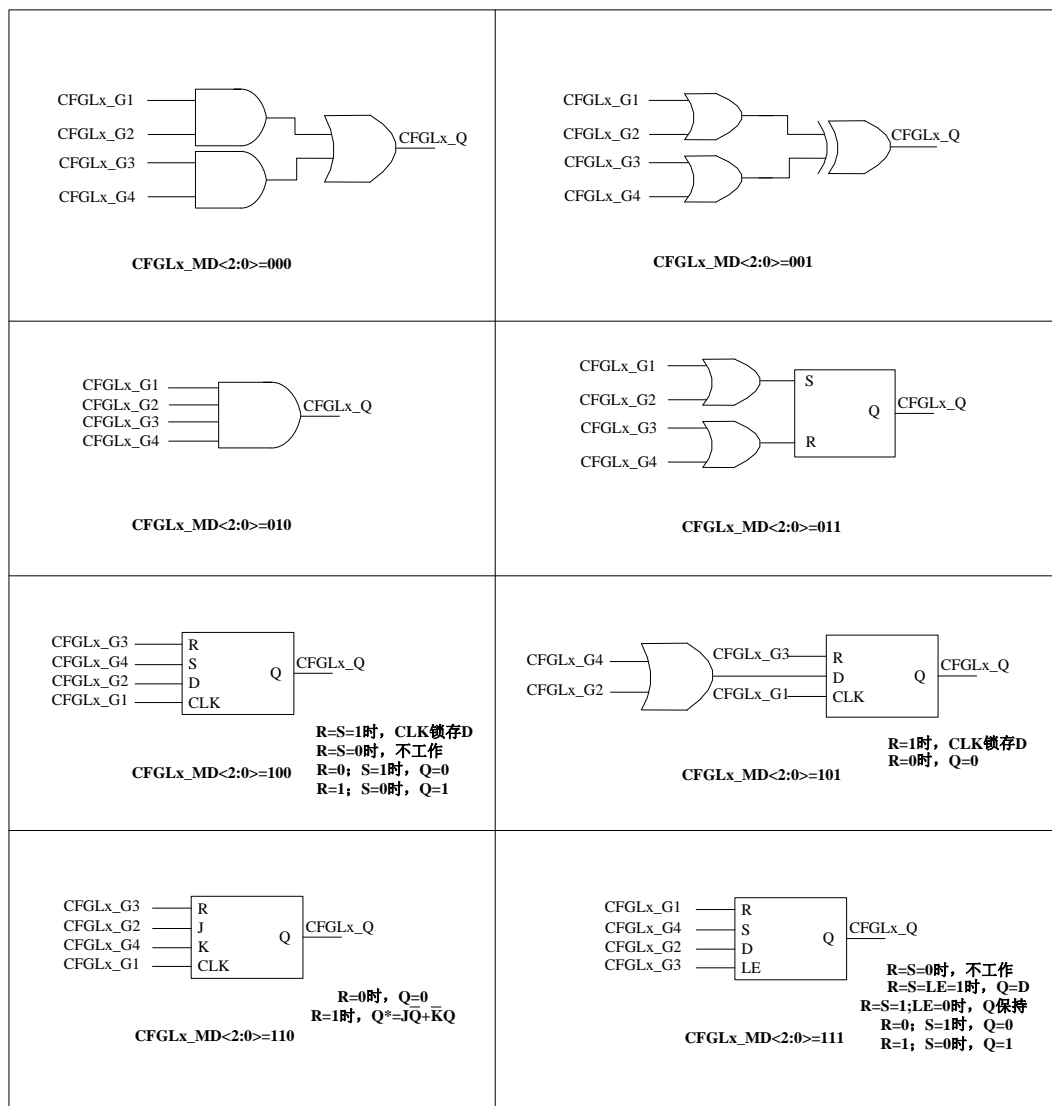 CFGLx_G1
CFGLx_G2
CFGLx_G3
CFGLx_G4
CFGLx_Q
CFGLx_MD<2:0>=000
CFGLx_G1
CFGLx_G2
CFGLx_G3
CFGLx_G4
CFGLx_Q
CFGLx_MD<2:0>=001
CFGLx_G1
CFGLx_G2
CFGLx_G3
CFGLx_G4
CFGLx_Q
CFGLx_MD<2:0>=010
CFGLx_G1
CFGLx_G2
CFGLx_G3
CFGLx_G4
S
R
Q
CFGLx_Q
CFGLx_MD<2:0>=011
CFGLx_G3 R
CFGLx_G4 S
CFGLx_G2 D
CFGLx_G1 CLK
Q
CFGLx_Q
R=S=1时，CLK锁存D
R=S=0时，不工作
R=0；S=1时，Q=0
R=1；S=0时，Q=1
CFGLx_MD<2:0>=100
CFGLx_G4
CFGLx_G2
CFGLx_G3 R
D
CFGLx_G1 CLK
Q
CFGLx_Q
R=1时，CLK锁存D
R=0时，Q=0
CFGLx_MD<2:0>=101
CFGLx_G3 R
CFGLx_G2 J
CFGLx_G4 K
CFGLx_G1 CLK
Q
CFGLx_Q
R=0时，Q=0
R=1时，Q*=JQ̅+K̅Q
CFGLx_MD<2:0>=110
CFGLx_G1 R
CFGLx_G4 S
CFGLx_G2 D
CFGLx_G3 LE
Q
CFGLx_Q
R=S=0时，不工作
R=S=LE=1时，Q=D
R=S=1;LE=0时，Q保持
R=0；S=1时，Q=0
R=1；S=0时，Q=1
CFGLx_MD<2:0>=111